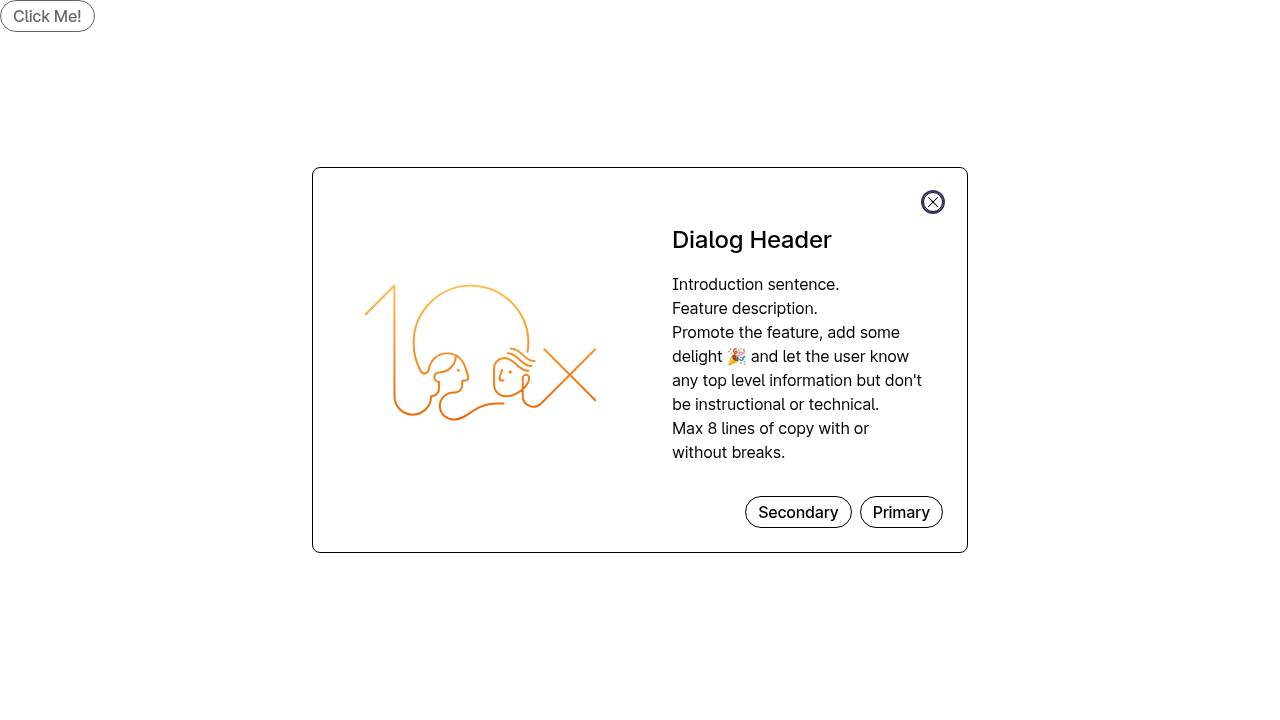 Click Me!
Dialog Header
Introduction sentence.
Feature description.
Promote the feature, add some
delight 🎉 and let the user know
any top level information but don't
be instructional or technical.
Max 8 lines of copy with or
without breaks.
Secondary Primary
10x